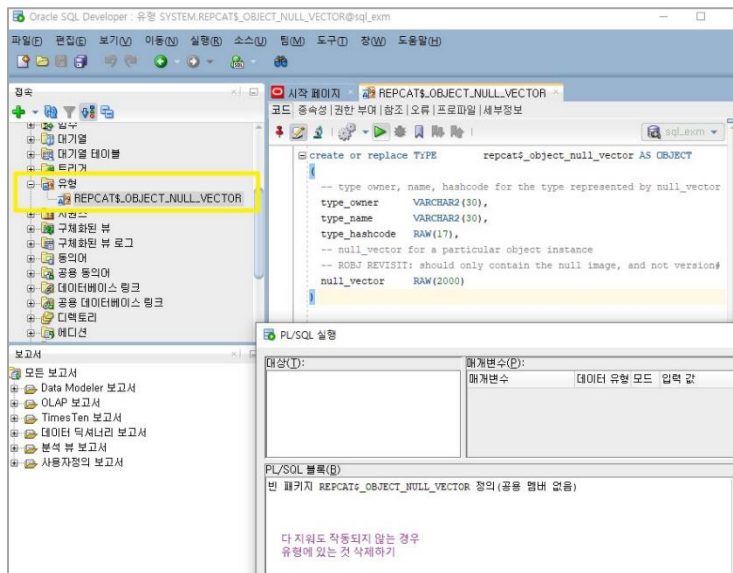 Oracle SQL Developer : 유형 SYSTEM.REPCAT$_OBJECT_NULL_VECTOR@sql_exm
파일(F) 편집(E) 보기(V) 이동(N) 실행(R) 소스(U) 팀(M) 도구(T) 창(W) 도움말(H)
접속
대기열
대기열 테이블
트리거
유형
REPCAT$_OBJECT_NULL_VECTOR
구체화된 뷰
구체화된 뷰 로그
동의어
공용 동의어
데이터베이스 링크
공용 데이터베이스 링크
디렉토리
에디션
시작 페이지
REPCAT$_OBJECT_NULL_VECTOR
코드 종속성 |권한 부여 |참조 |오류 |프로파일 |세부정보
sql_exm
create or replace TYPE repcat$_object_null_vector AS OBJECT
(
-- type owner, name, hashcode for the type represented by null_vector
type_owner VARCHAR2(30),
type_name VARCHAR2(30),
type_hashcode RAW(17),
-- null_vector for a particular object instance
-- ROBJ REVISIT: should only contain the null image, and not version#
null_vector RAW(2000)
)
보고서
모든 보고서
Data Modeler 보고서
OLAP 보고서
TimesTen 보고서
데이터 딕셔너리 보고서
분석 뷰 보고서
사용자정의 보고서
PL/SQL 실행
대상(T):
매개변수(P):
매개변수 데이터 유형 모드 입력 값
PL/SQL 블록(B)
빈 패키지 REPCAT$_OBJECT_NULL_VECTOR 정의(공용 멤버 없음)
다 지워도 작동되지 않는 경우
유형에 있는 것 삭제하기